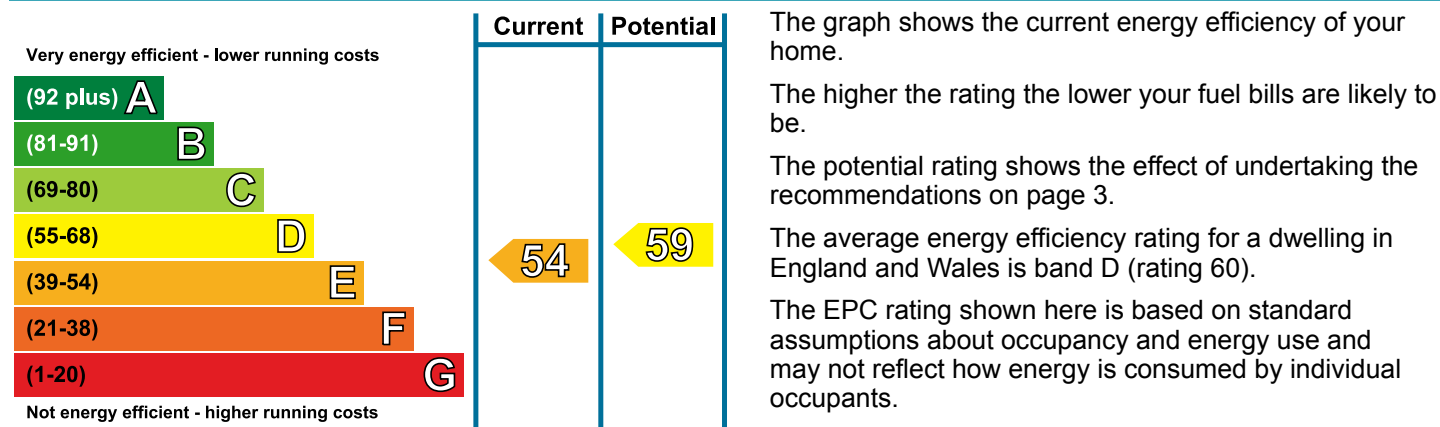 Current Potential
Very energy efficient - lower running costs
(92 plus) A
(81-91) B
(69-80) C
(55-68) D
(39-54) E
(21-38) F
(1-20) G
Not energy efficient - higher running costs
54
59
The graph shows the current energy efficiency of your
home.
The higher the rating the lower your fuel bills are likely to
be.
The potential rating shows the effect of undertaking the
recommendations on page 3.
The average energy efficiency rating for a dwelling in
England and Wales is band D (rating 60).
The EPC rating shown here is based on standard
assumptions about occupancy and energy use and
may not reflect how energy is consumed by individual
occupants.